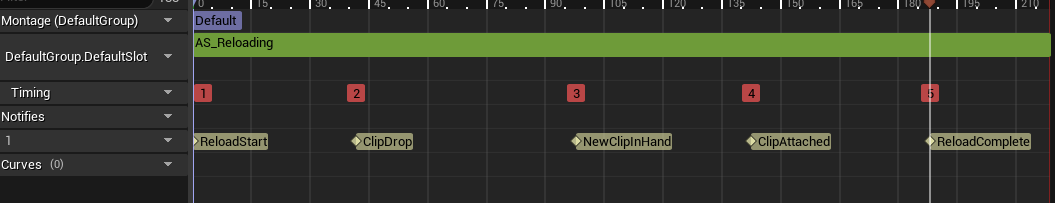 0 15 30 45 60 75 90 105 120 135 150 165 180 195 210
Montage (DefaultGroup) Default
AS_Reloading
DefaultGroup.DefaultSlot
Timing 1 2 3 4 5
Notifies
1 ReloadStart ClipDrop NewClipInHand ClipAttached ReloadComplete
Curves (0)